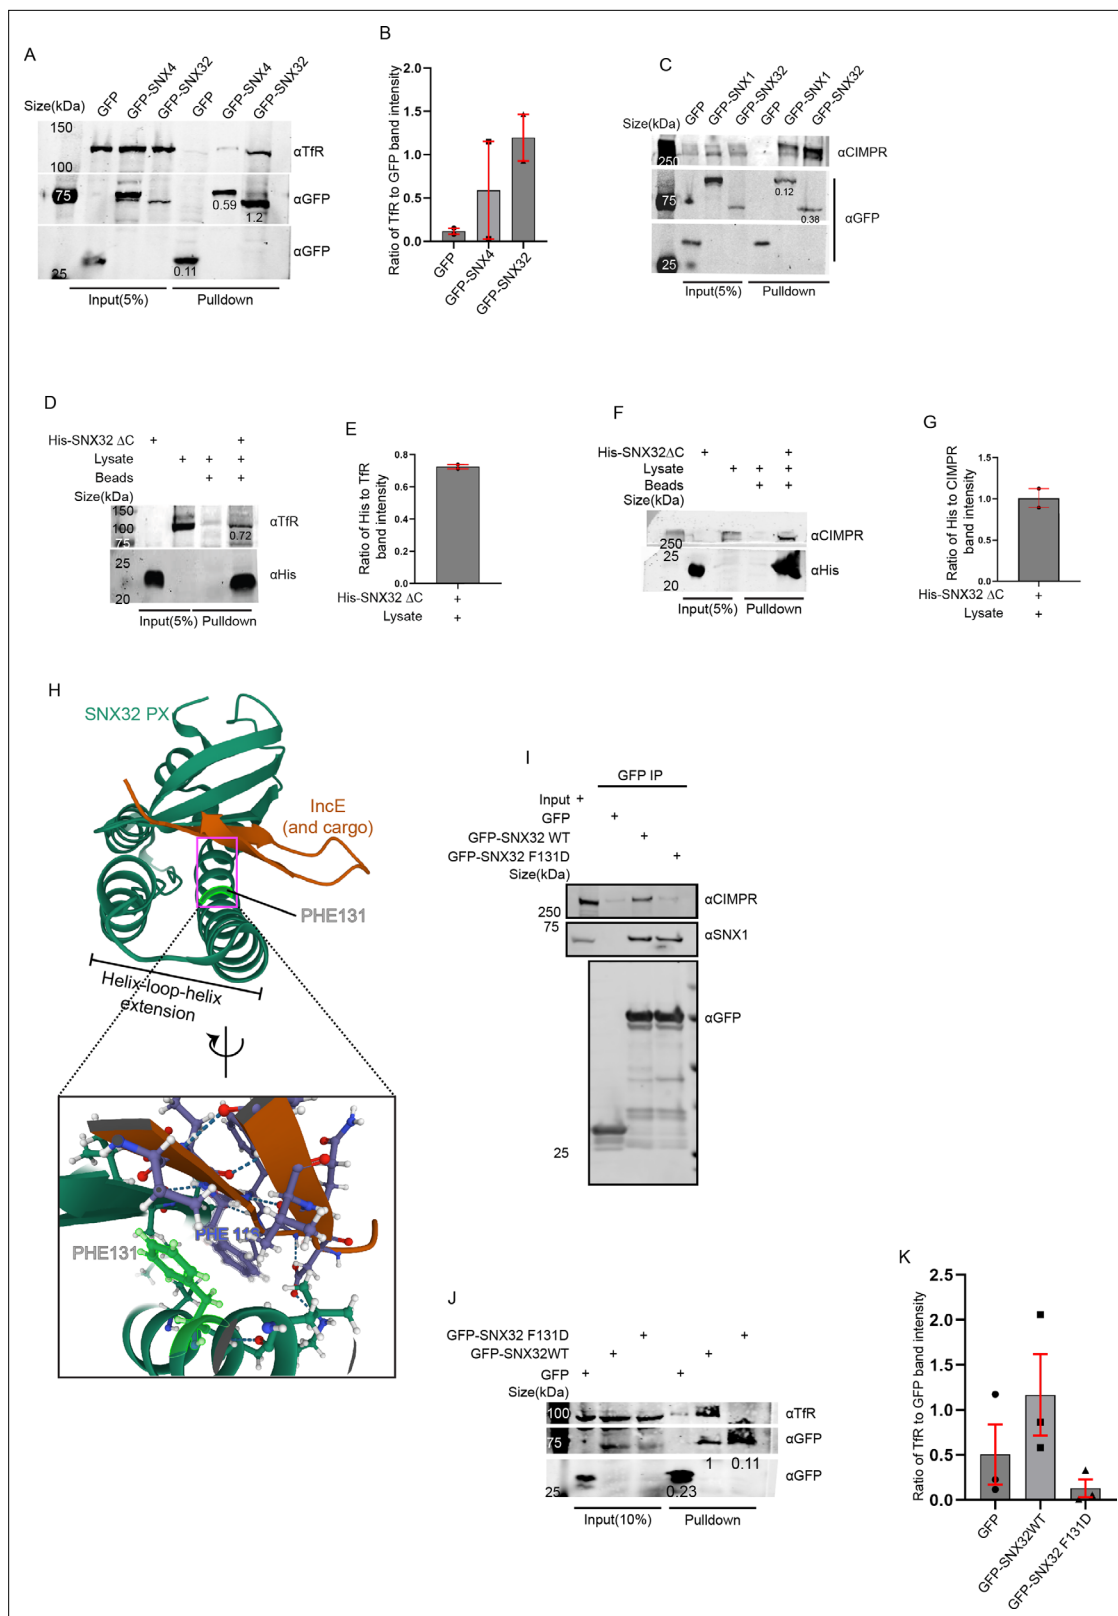 A
Size(kDa)
GFP
GFP-SNX4
GFP-SNX32
GFP
GFP-SNX4
GFP-SNX32
150
100
αTfR
75
αGFP
0.59
1.2
αGFP
25
0.11
Input(5%)
Pulldown
B
Ratio of TfR to GFP band intensity
2.0
1.5
1.0
0.5
0.0
GFP
GFP-SNX4
GFP-SNX32
C
Size(kDa)
GFP
GFP-SNX1
GFP-SNX32
GFP
GFP-SNX1
GFP-SNX32
250
αCIMPR
75
0.12
0.38
αGFP
25
Input(5%)
Pulldown
D
His-SNX32 ΔC + +
Lysate + + +
Beads + +
Size(kDa)
150
100
75
αTfR
0.72
25
αHis
20
Input(5%) Pulldown
E
Ratio of His to TfR
band intensity
0.8
0.6
0.4
0.2
0.0
His-SNX32 ΔC +
Lysate +
F
His-SNX32ΔC + +
Lysate + + +
Beads + +
Size(kDa)
250
αCIMPR
25
αHis
20
Input(5%) Pulldown
G
Ratio of His to CIMPR
band intensity
1.5
1.0
0.5
0.0
His-SNX32 ΔC +
Lysate +
H
SNX32 PX
IncE
(and cargo)
PHE131
Helix-loop-helix
extension
PHE131
I
GFP IP
Input +
GFP +
GFP-SNX32 WT +
GFP-SNX32 F131D +
Size(kDa)
250
αCIMPR
75
αSNX1
αGFP
25
J
GFP-SNX32 F131D + +
GFP-SNX32WT + +
GFP + +
Size(kDa)
100
αTfR
75
αGFP
1 0.11
αGFP
25
0.23
Input(10%) Pulldown
K
Ratio of TfR to GFP band intensity
2.5
2.0
1.5
1.0
0.5
0.0
GFP
GFP-SNX32WT
GFP-SNX32 F131D